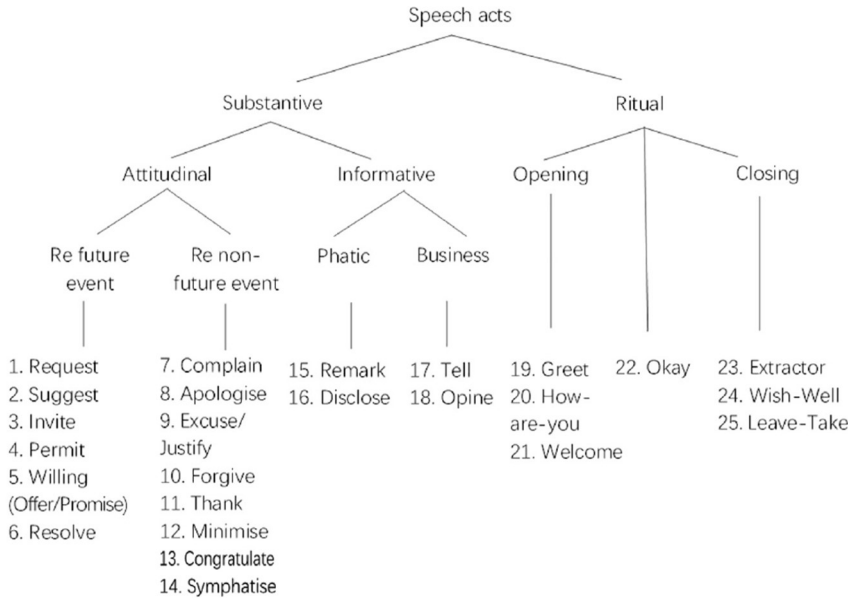 Speech acts
Substantive
Ritual
Attitudinal
Informative
Opening
Closing
Re future
event
Re non-
future event
Phatic
Business
1. Request
2. Suggest
3. Invite
4. Permit
5. Willing
(Offer/Promise)
6. Resolve
7. Complain
8. Apologise
9. Excuse/
Justify
10. Forgive
11. Thank
12. Minimise
13. Congratulate
14. Symphatise
15. Remark
16. Disclose
17. Tell
18. Opine
19. Greet
20. How-
are-you
21. Welcome
22. Okay
23. Extractor
24. Wish-Well
25. Leave-Take